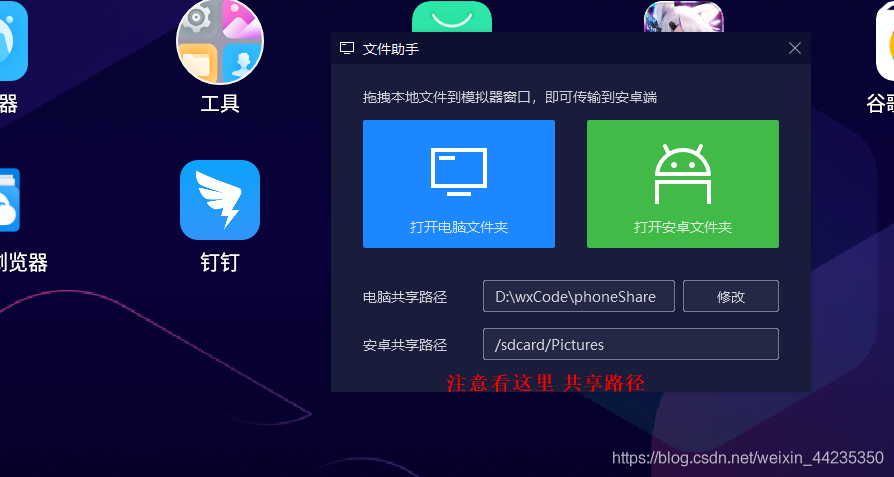 文件助手
拖拽本地文件到模拟器窗口，即可传输到安卓端
器
工具
谷歌
打开电脑文件夹
打开安卓文件夹
浏览器
钉钉
电脑共享路径
D:\wxCode\phoneShare
修改
安卓共享路径
/sdcard/Pictures
注意看这里 共享路径
https://blog.csdn.net/weixin_44235350